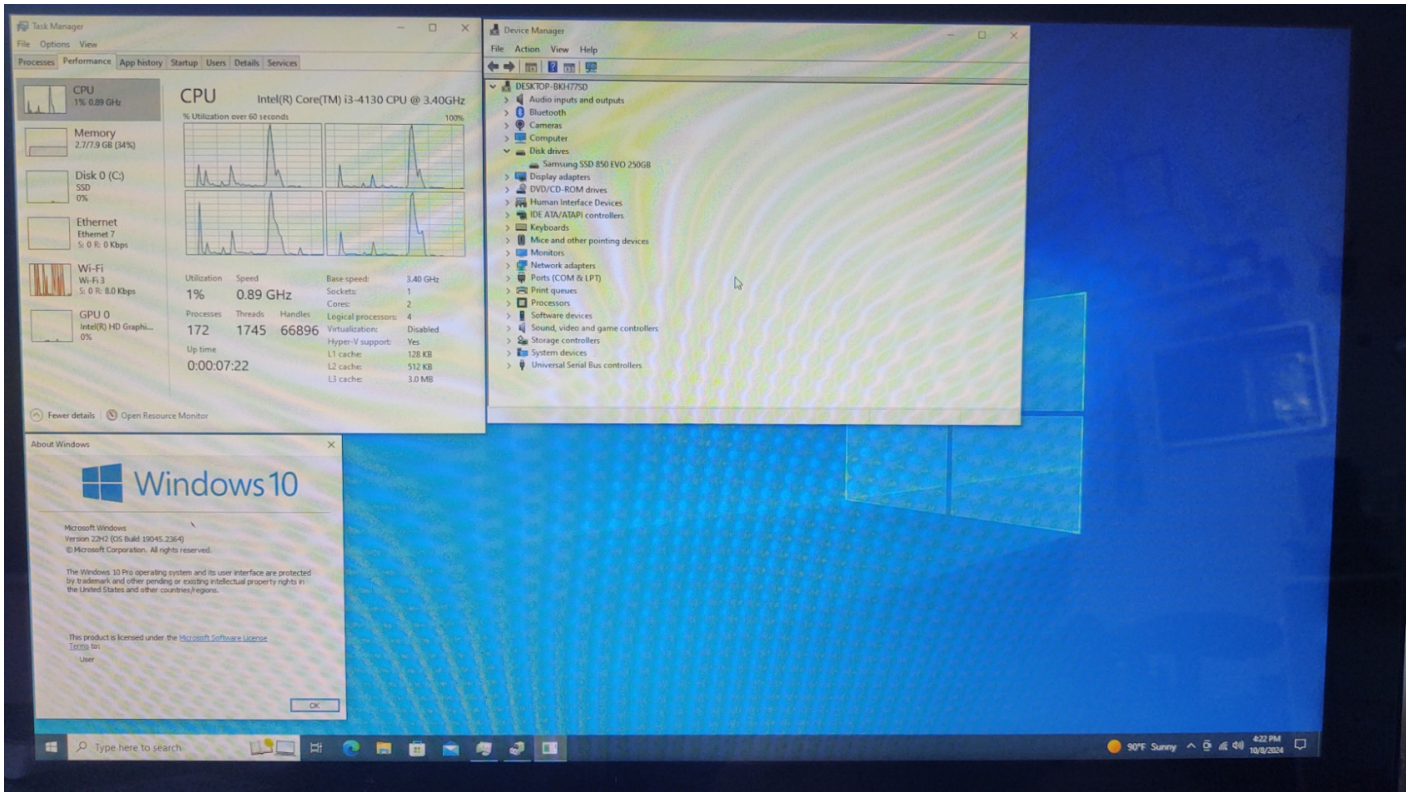 Task Manager
File Options View
Processes Performance App history Startup Users Details Services
CPU
1% 0.89 GHz
Memory
2.7/7.9 GB (34%)
Disk 0 (C:)
SSD
0%
Ethernet
Ethernet 7
S: 0 R: 0 Kbps
Wi-Fi
Wi-Fi 3
S: 0 R: 8.0 Kbps
GPU 0
Intel(R) HD Graphi...
0%
CPU Intel(R) Core(TM) i3-4130 CPU @ 3.40GHz
% Utilization over 60 seconds 100%
Utilization Speed
1% 0.89 GHz
Processes Threads Handles
172 1745 66896
Up time
0:00:07:22
Base speed: 3.40 GHz
Sockets: 1
Cores: 2
Logical processors: 4
Virtualization: Disabled
Hyper-V support: Yes
L1 cache: 128 KB
L2 cache: 512 KB
L3 cache: 3.0 MB
Fewer details Open Resource Monitor
Device Manager
File Action View Help
DESKTOP-BKH775D
Audio inputs and outputs
Bluetooth
Cameras
Computer
Disk drives
Samsung SSD 850 EVO 250GB
Display adapters
DVD/CD-ROM drives
Human Interface Devices
IDE ATA/ATAPI controllers
Keyboards
Mice and other pointing devices
Monitors
Network adapters
Ports (COM & LPT)
Print queues
Processors
Software devices
Sound, video and game controllers
Storage controllers
System devices
Universal Serial Bus controllers
About Windows
Windows 10
Microsoft Windows
Version 22H2 (OS Build 19045.2364)
© Microsoft Corporation. All rights reserved.
The Windows 10 Pro operating system and its user interface are protected
by trademark and other pending or existing intellectual property rights in
the United States and other countries/regions.
This product is licensed under the Microsoft Software License
Terms to:
User
OK
Type here to search
90°F Sunny
4:22 PM
10/8/2024